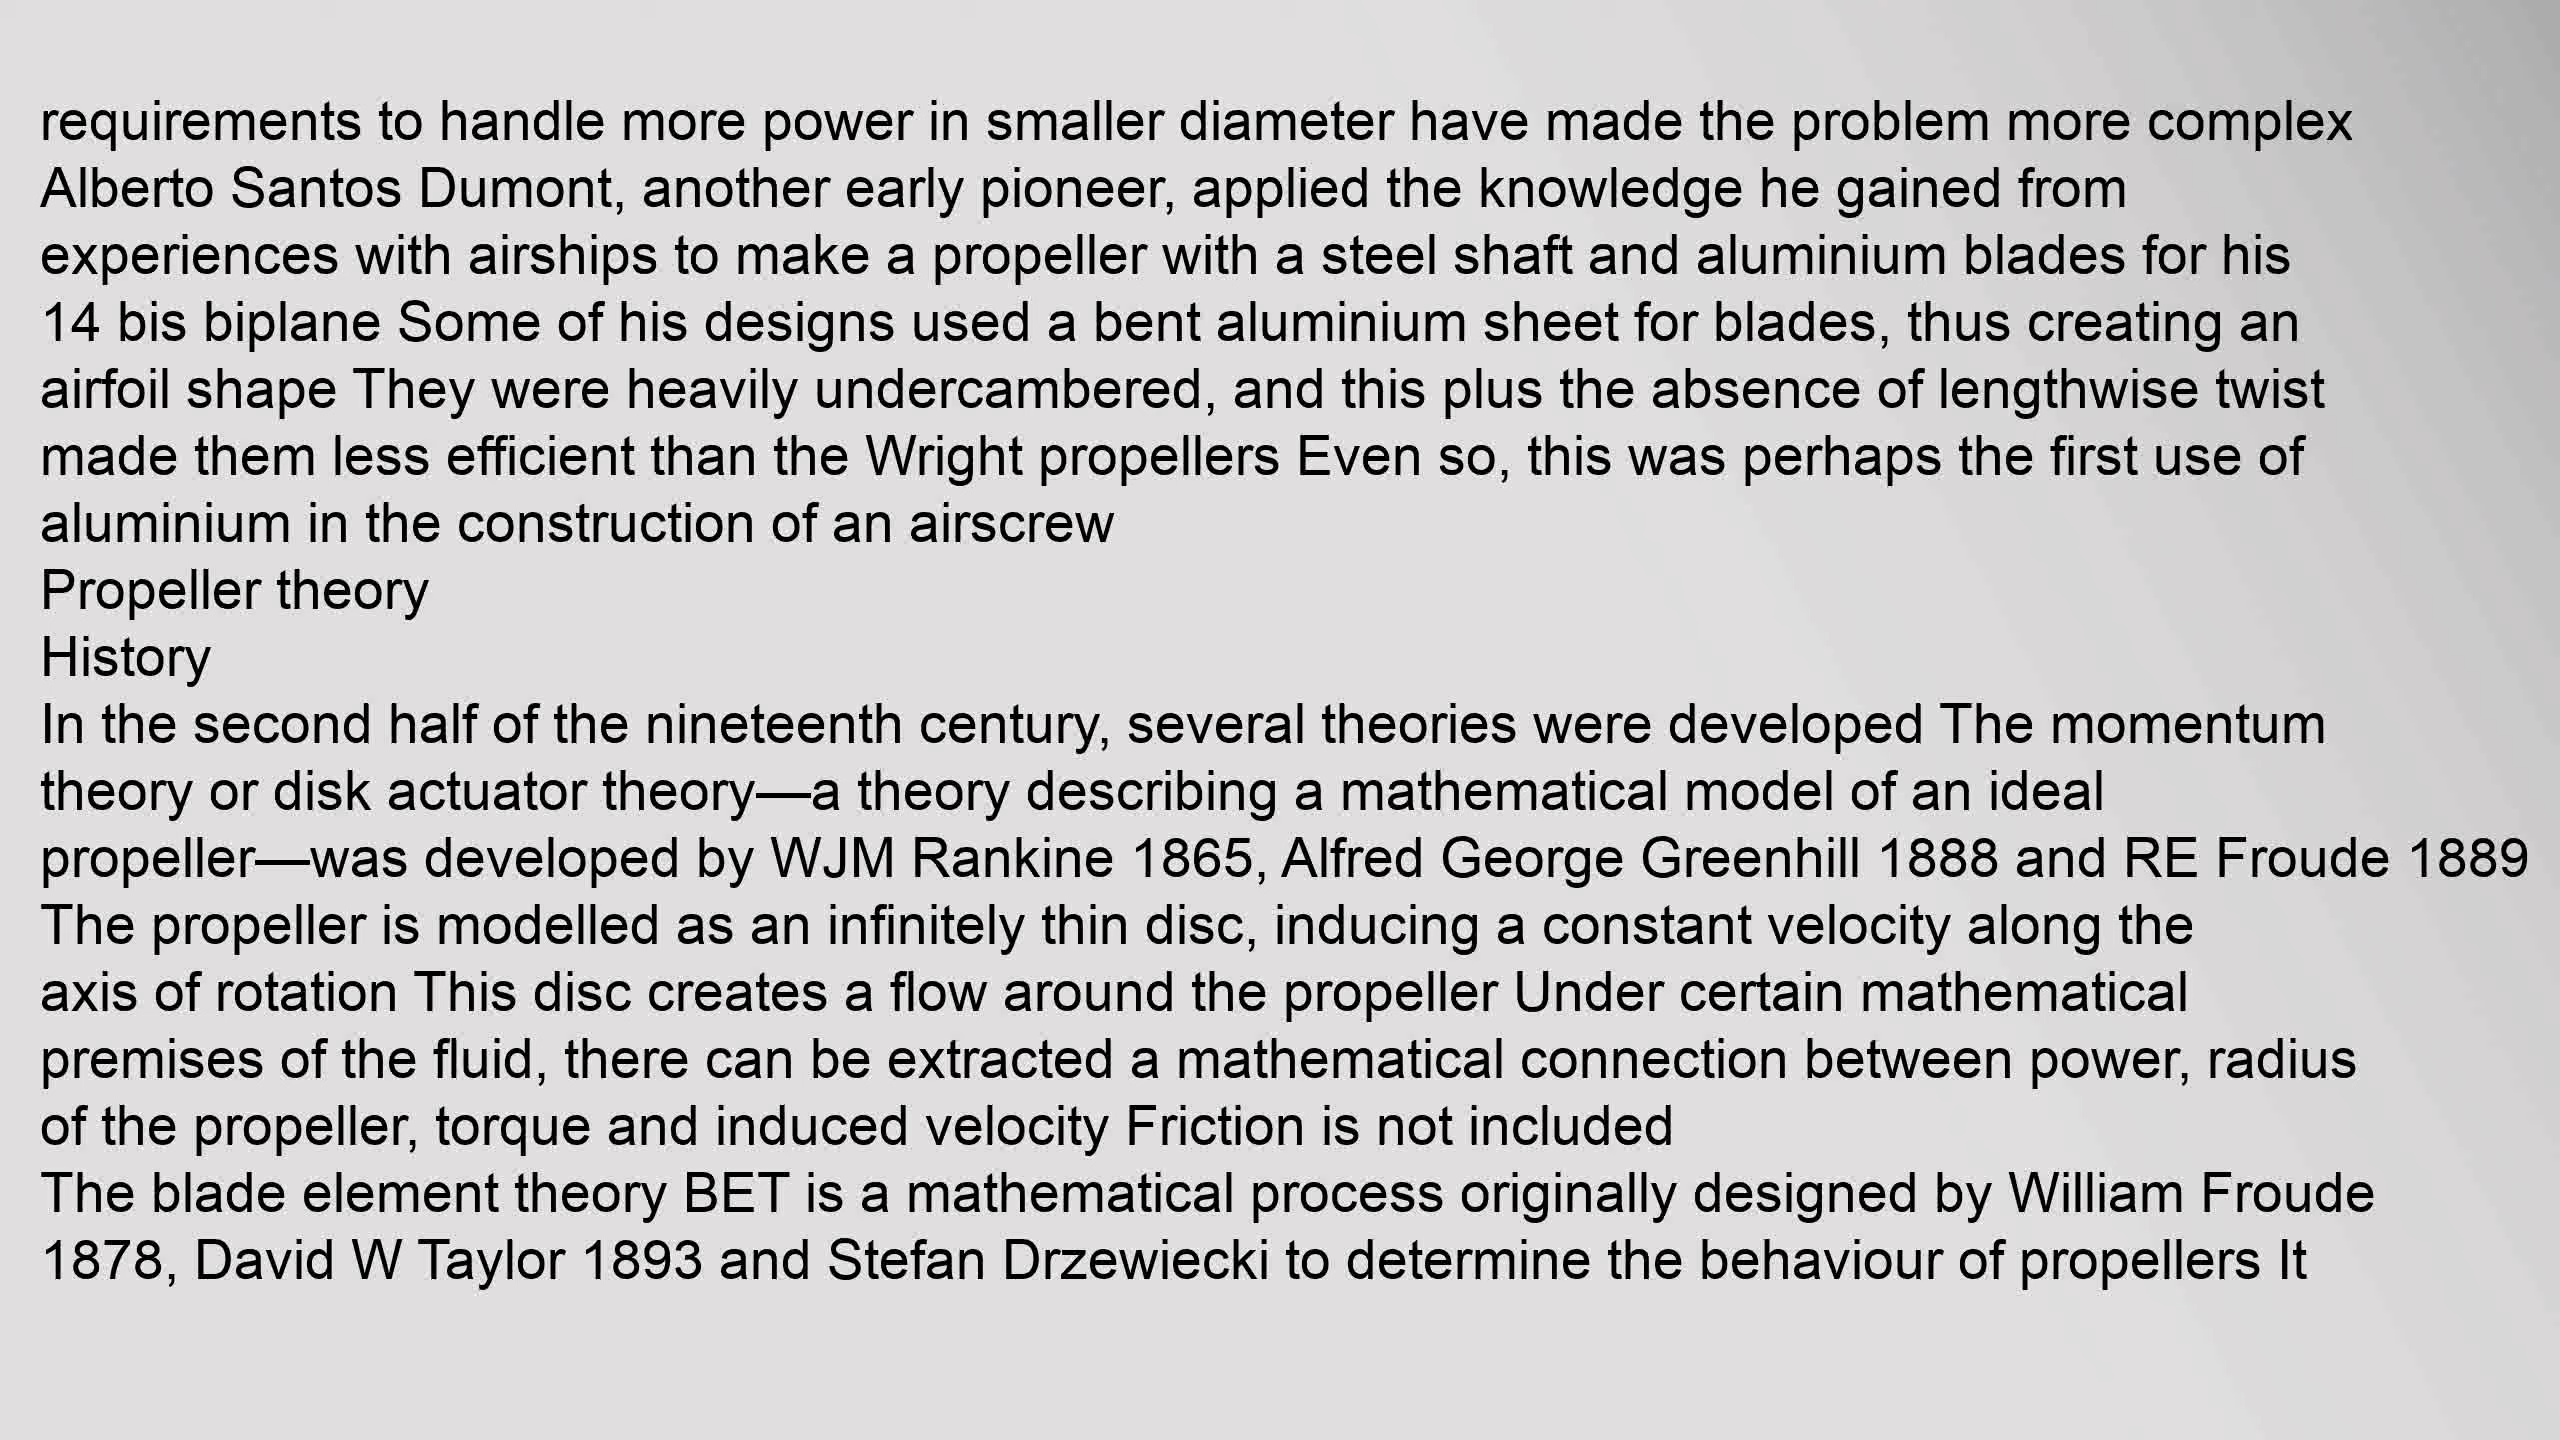 requirements to handle more power in smaller diameter have made the problem more complex
Alberto Santos Dumont, another early pioneer, applied the knowledge he gained from
experiences with airships to make a propeller with a steel shaft and aluminium blades for his
14 bis biplane Some of his designs used a bent aluminium sheet for blades, thus creating an
airfoil shape They were heavily undercambered, and this plus the absence of lengthwise twist
made them less efficient than the Wright propellers Even so, this was perhaps the first use of
aluminium in the construction of an airscrew
Propeller theory
History
In the second half of the nineteenth century, several theories were developed The momentum
theory or disk actuator theory—a theory describing a mathematical model of an ideal
propeller—was developed by WJM Rankine 1865, Alfred George Greenhill 1888 and RE Froude 1889
The propeller is modelled as an infinitely thin disc, inducing a constant velocity along the
axis of rotation This disc creates a flow around the propeller Under certain mathematical
premises of the fluid, there can be extracted a mathematical connection between power, radius
of the propeller, torque and induced velocity Friction is not included
The blade element theory BET is a mathematical process originally designed by William Froude
1878, David W Taylor 1893 and Stefan Drzewiecki to determine the behaviour of propellers It